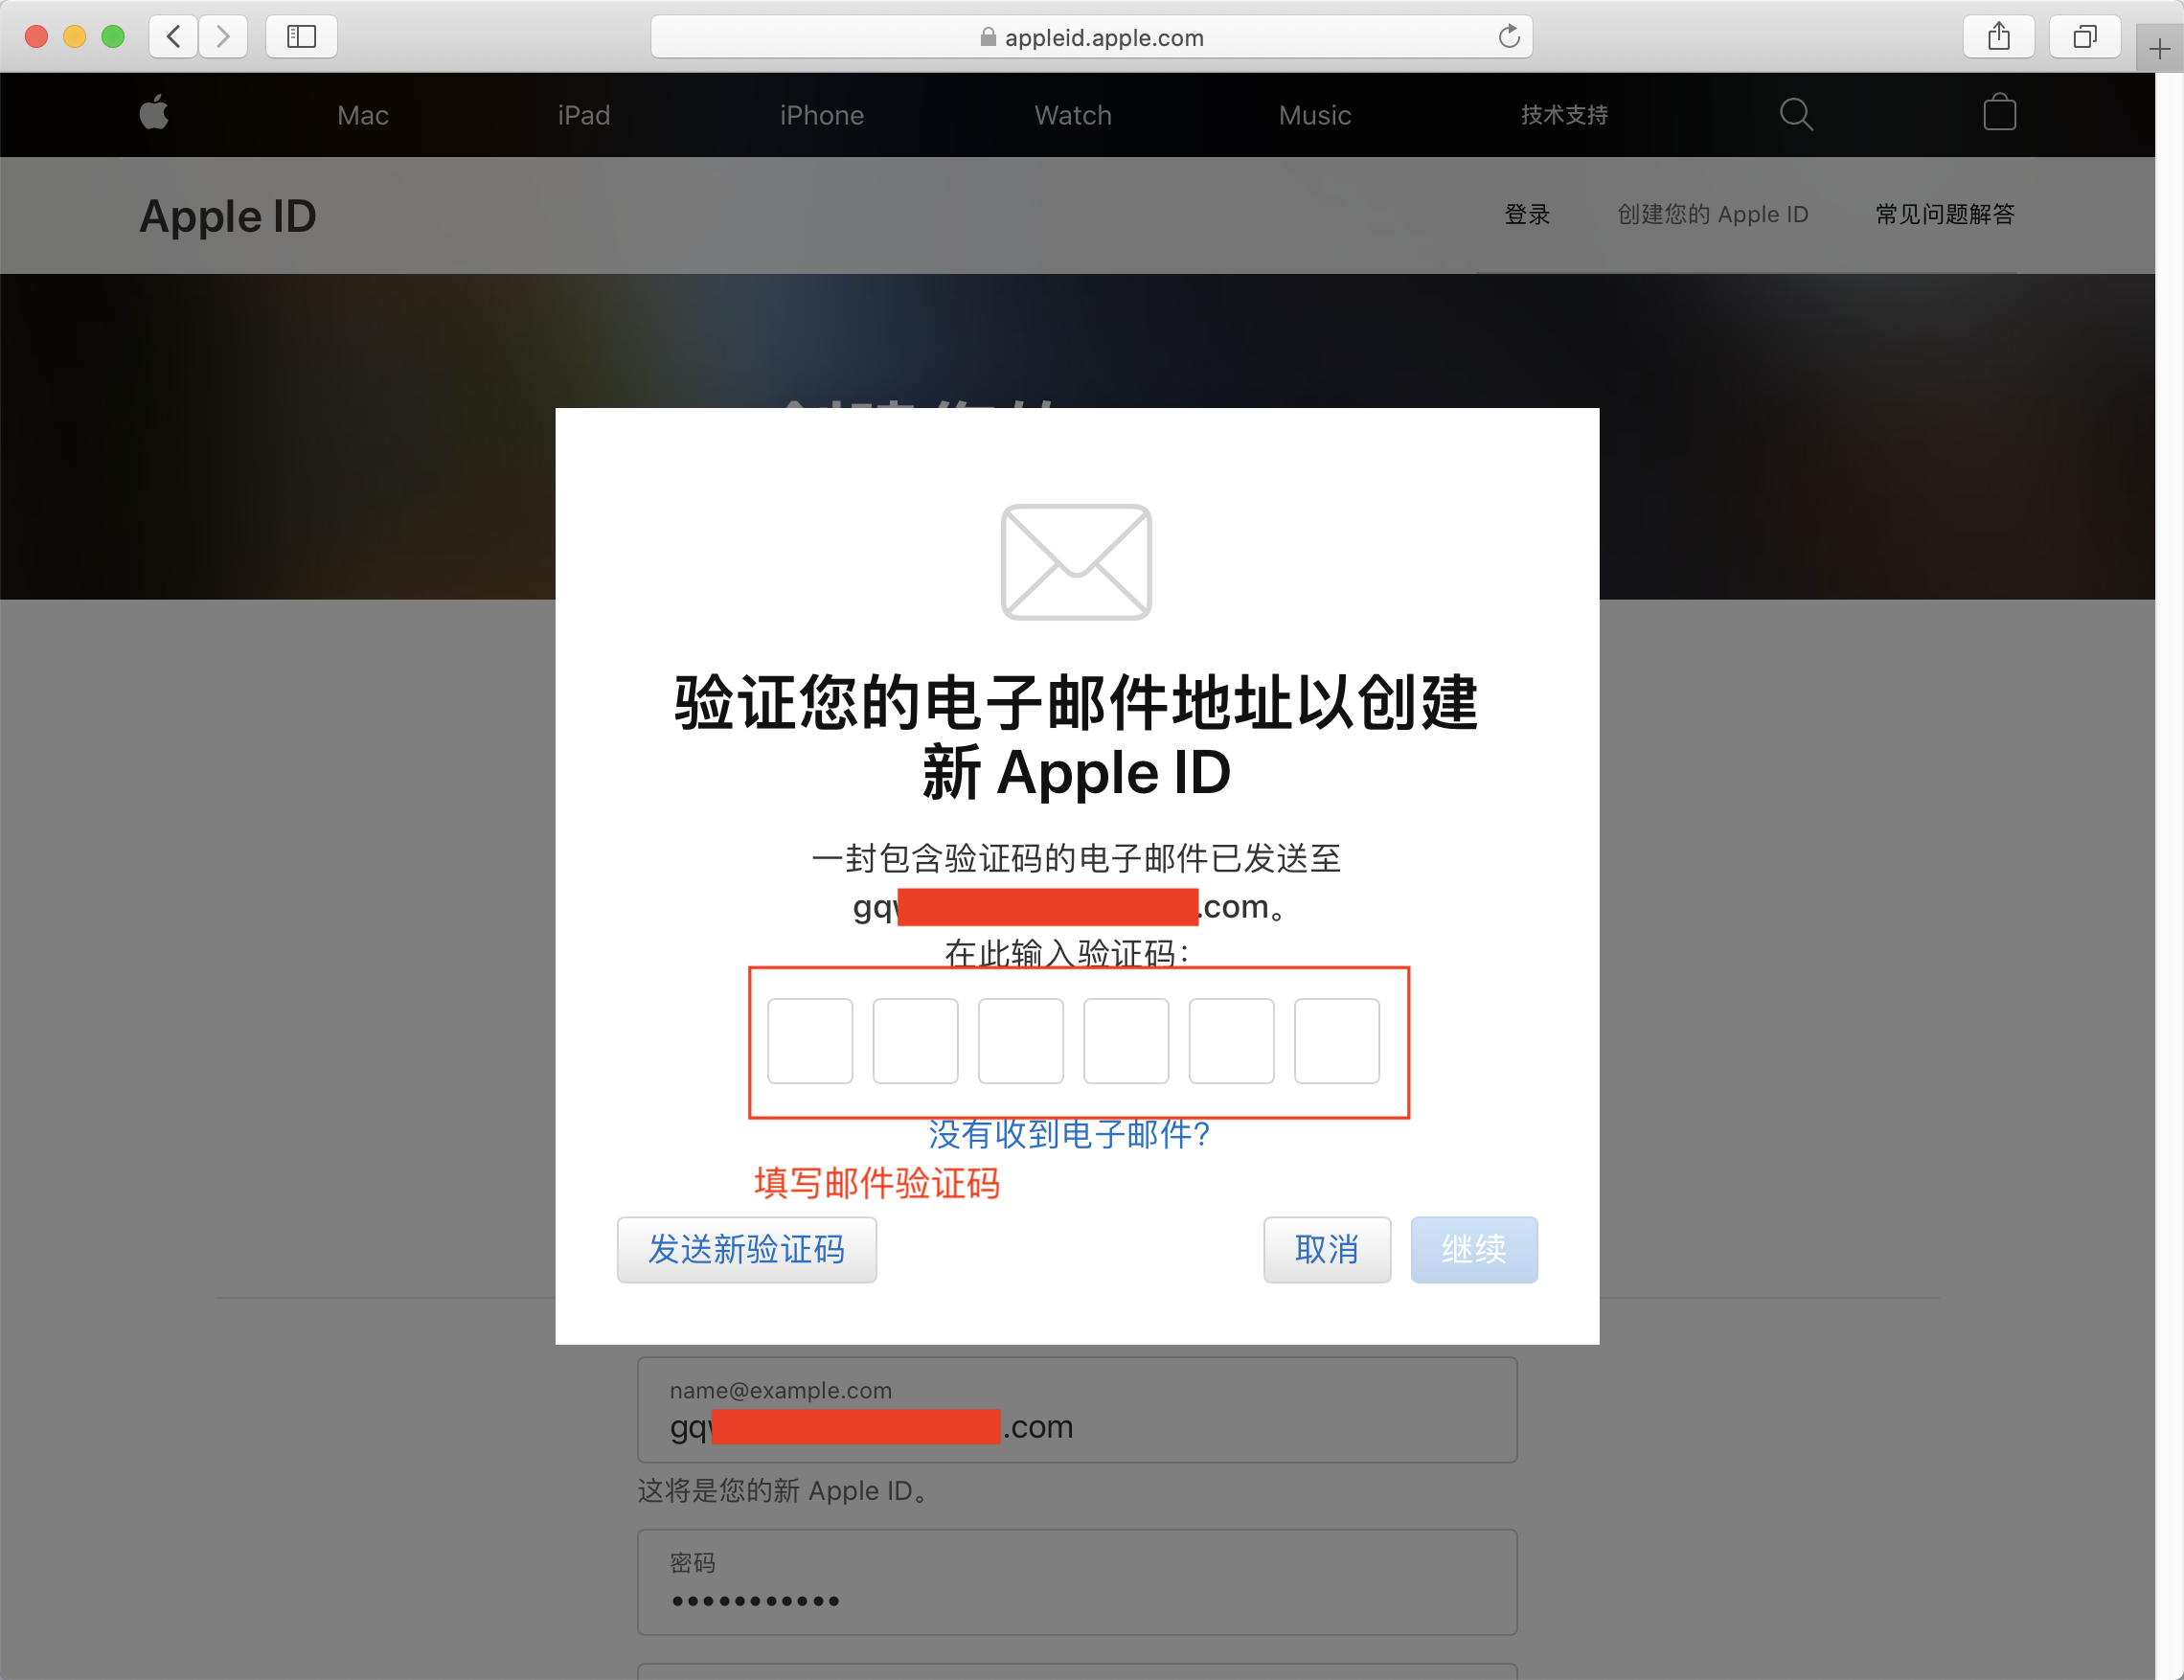 appleid.apple.com
Mac iPad iPhone Watch Music 技术支持
Apple ID 登录 创建您的 Apple ID 常见问题解答
验证您的电子邮件地址以创建
新 Apple ID
一封包含验证码的电子邮件已发送至
gqw .com。
在此输入验证码：
没有收到电子邮件?
填写邮件验证码
发送新验证码 取消 继续
name@example.com
gq .com
这将是您的新 Apple ID。
密码